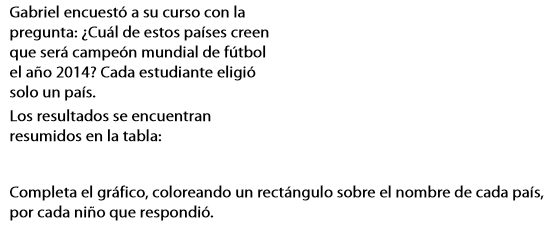 Gabriel encuestó a su curso con la
pregunta: ¿Cuál de estos países creen
que será campeón mundial de fútbol
el año 2014? Cada estudiante eligió
solo un país.
Los resultados se encuentran
resumidos en la tabla:
Completa el gráfico, coloreando un rectángulo sobre el nombre de cada país,
por cada niño que respondió.